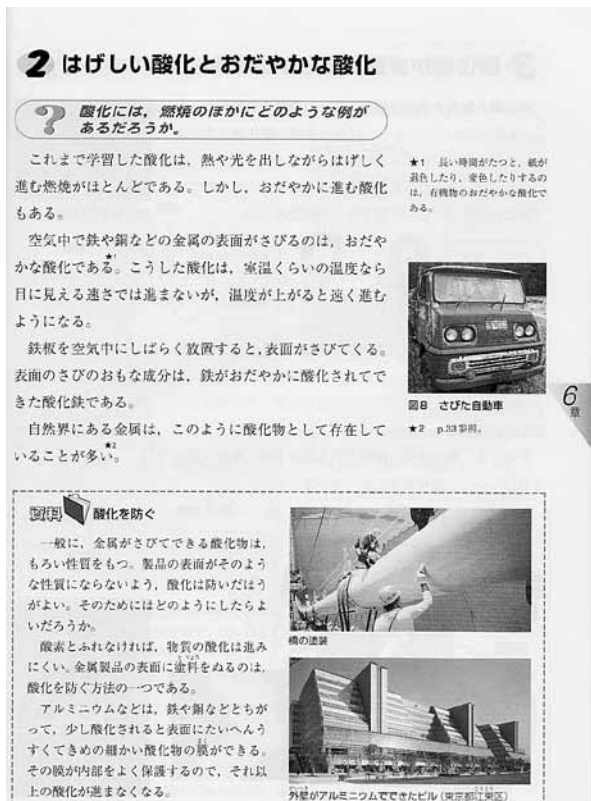 2 はげしい酸化とおだやかな酸化
? 酸化には，燃焼のほかにどのような例が
あるだろうか。
これまで学習した酸化は，熱や光を出しながらはげしく
進む燃焼がほとんどである。しかし，おだやかに進む酸化
もある。
空気中で鉄や銅などの金属の表面がさびるのは，おだや
かな酸化である。★1こうした酸化は，室温くらいの温度なら
目に見える速さでは進まないが，温度が上がると速く進む
ようになる。
鉄板を空気中にしばらく放置すると，表面がさびてくる。
表面のさびのおもな成分は，鉄がおだやかに酸化されてで
きた酸化鉄である。
自然界にある金属は，このように酸化物として存在して
いることが多い。★2
★1 長い時間がたつと，紙が
退色したり，変色したりするの
は，有機物のおだやかな酸化で
ある。
図8 さびた自動車
★2 p.33参照。
6
章
資料 酸化を防ぐ
一般に，金属がさびてできる酸化物は，
もろい性質をもつ。製品の表面がそのよう
な性質にならないよう，酸化は防いだほう
がよい。そのためにはどのようにしたらよ
いだろうか。
酸素とふれなければ，物質の酸化は進み
にくい。金属製品の表面に塗料をぬるのは，
酸化を防ぐ方法の一つである。
アルミニウムなどは，鉄や銅などとちが
って，少し酸化されると表面にたいへんう
すくてきめの細かい酸化物の膜ができる。
その膜が内部をよく保護するので，それ以
上の酸化が進まなくなる。
橋の塗装
外壁がアルミニウムでできたビル（東京都江東区）